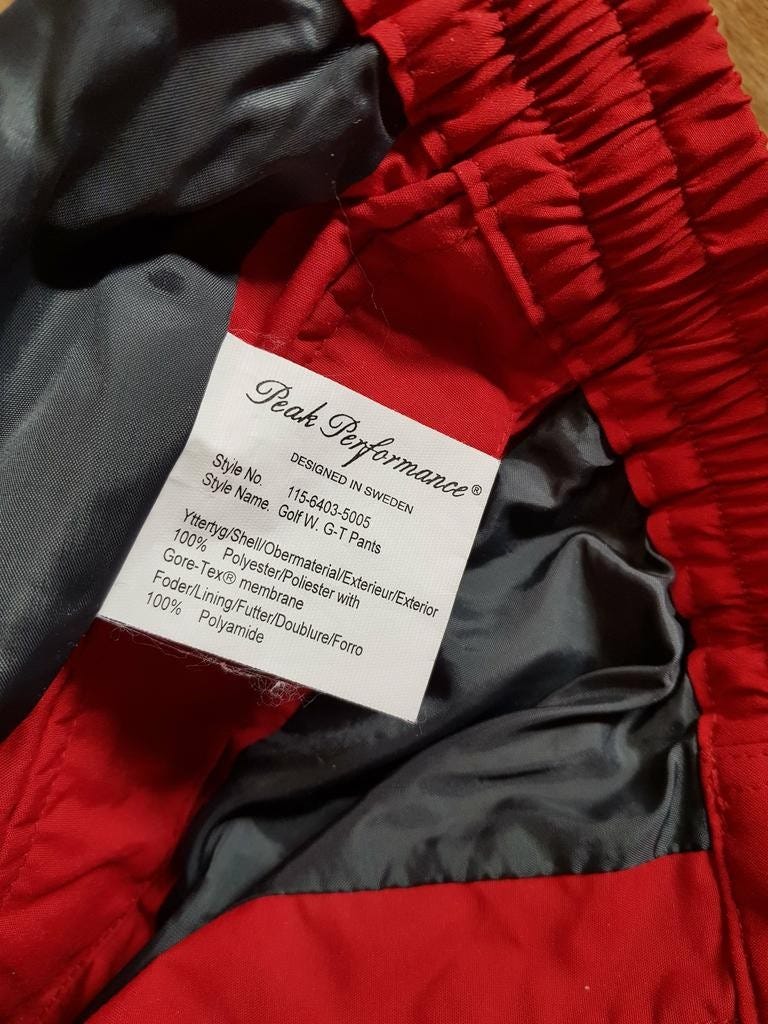 Peak Performance®
DESIGNED IN SWEDEN
Style No. 115-6403-5005
Style Name. Golf W. G-T Pants
Yttertyg/Shell/Obermaterial/Exterieur/Exterior
100% Polyester/Poliester with
Gore-Tex® membrane
Foder/Lining/Futter/Doublure/Forro
100% Polyamide